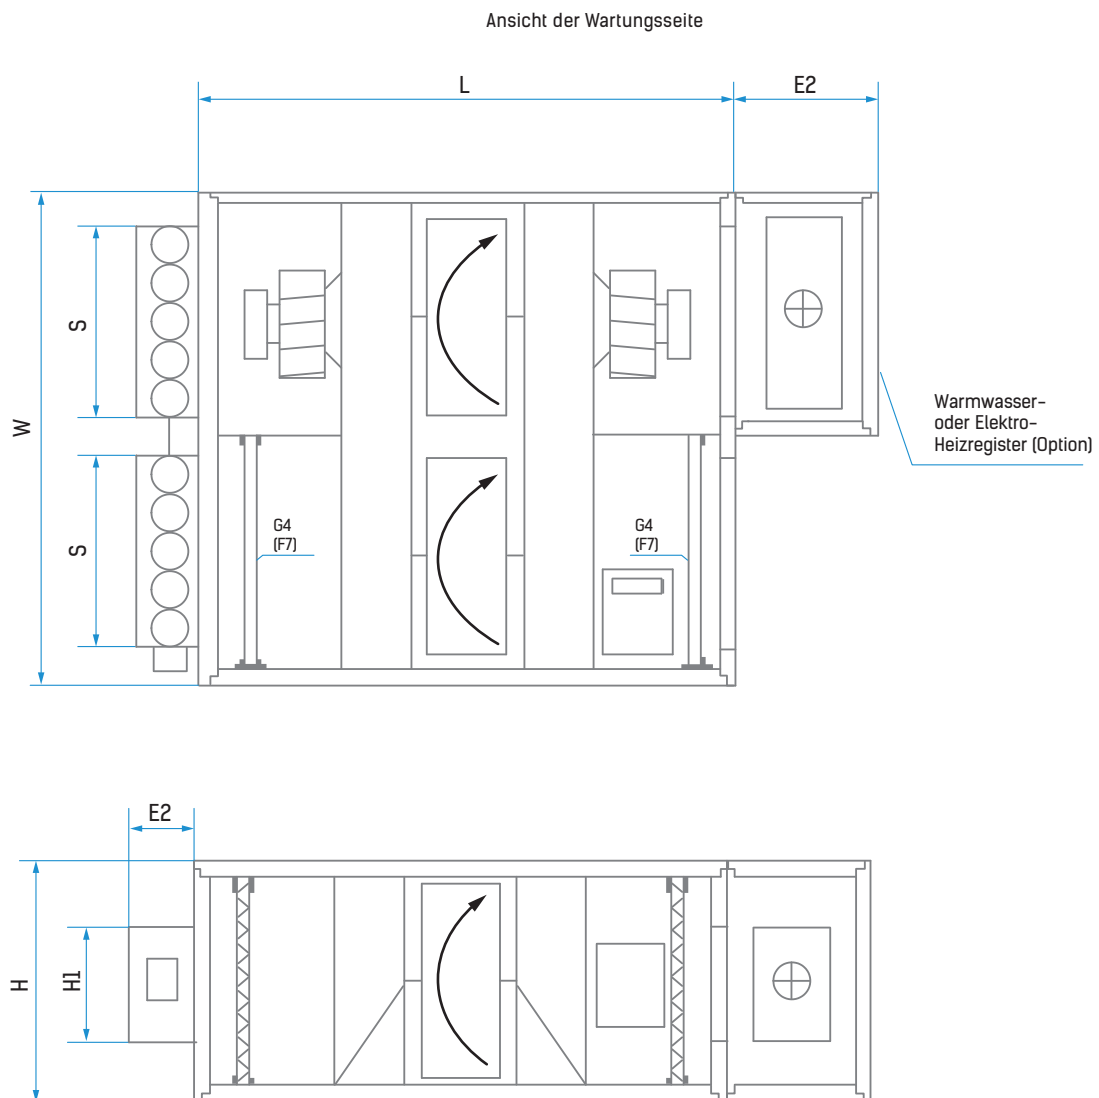 Ansicht der Wartungsseite
L
E2
S
W
S
Warmwasser-
oder Elektro-
Heizregister (Option)
G4
(F7)
G4
(F7)
E2
H
H1